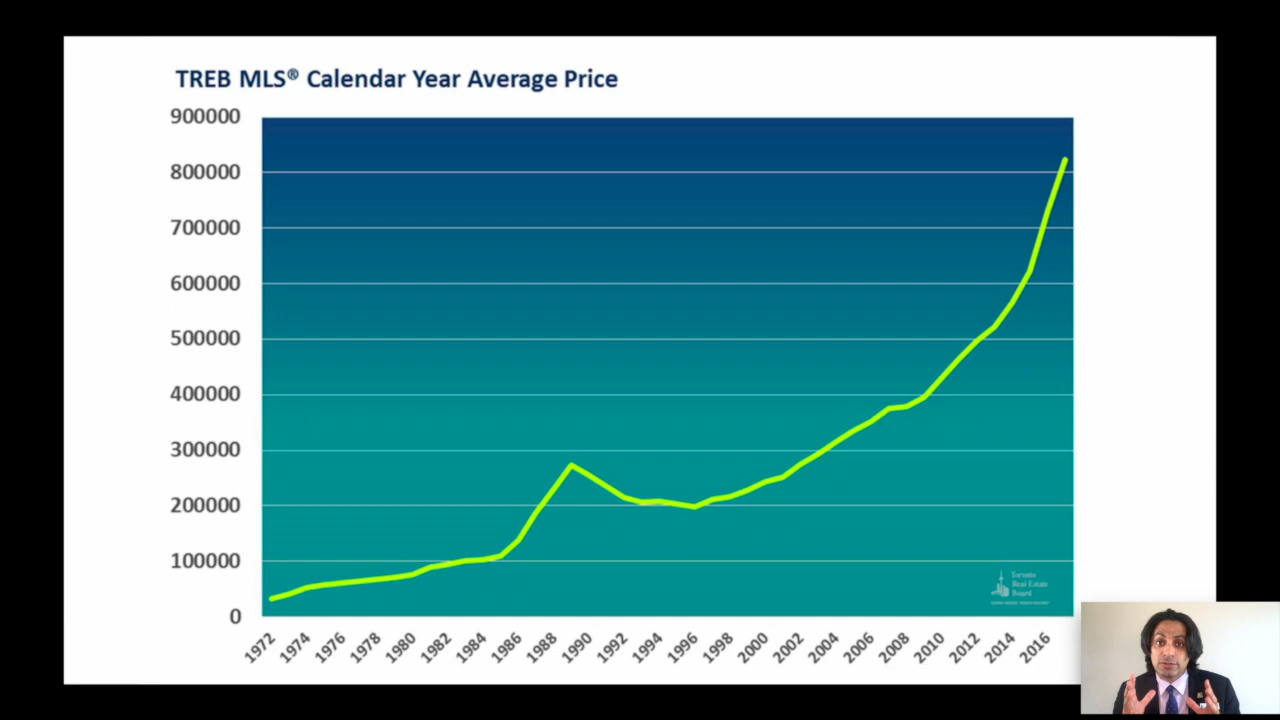 TREB MLS® Calendar Year Average Price
900000
800000
700000
600000
500000
400000
300000
200000
100000
0
Toronto
Real Estate
Board
1972 1974 1976 1978 1980 1982 1984 1986 1988 1990 1992 1994 1996 1998 2000 2002 2004 2006 2008 2010 2012 2014 2016